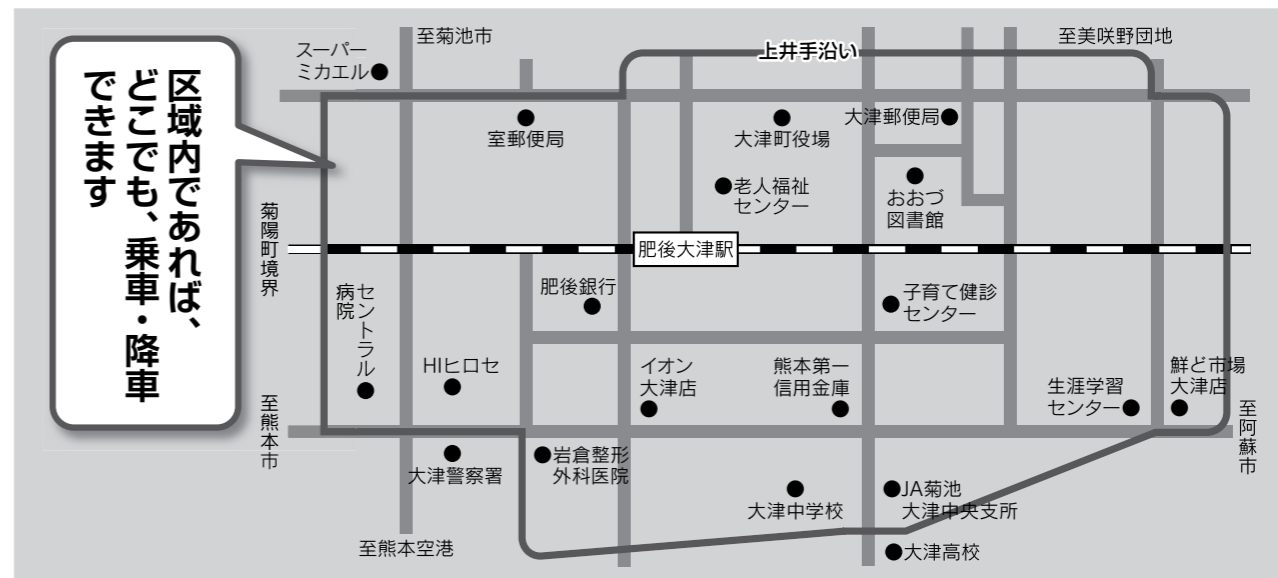 区域内であれば、
どこでも、乗車・降車
できます
スーパー
ミカエル
至菊池市
上井手沿い
至美咲野団地
室郵便局
大津町役場
大津郵便局
老人福祉
センター
おおづ
図書館
菊陽町境界
肥後大津駅
セントラル
病院
肥後銀行
子育て健診
センター
HIヒロセ
イオン
大津店
熊本第一
信用金庫
生涯学習
センター
鮮ど市場
大津店
至熊本市
至阿蘇市
大津警察署
岩倉整形
外科医院
大津中学校
JA菊池
大津中央支所
至熊本空港
大津高校